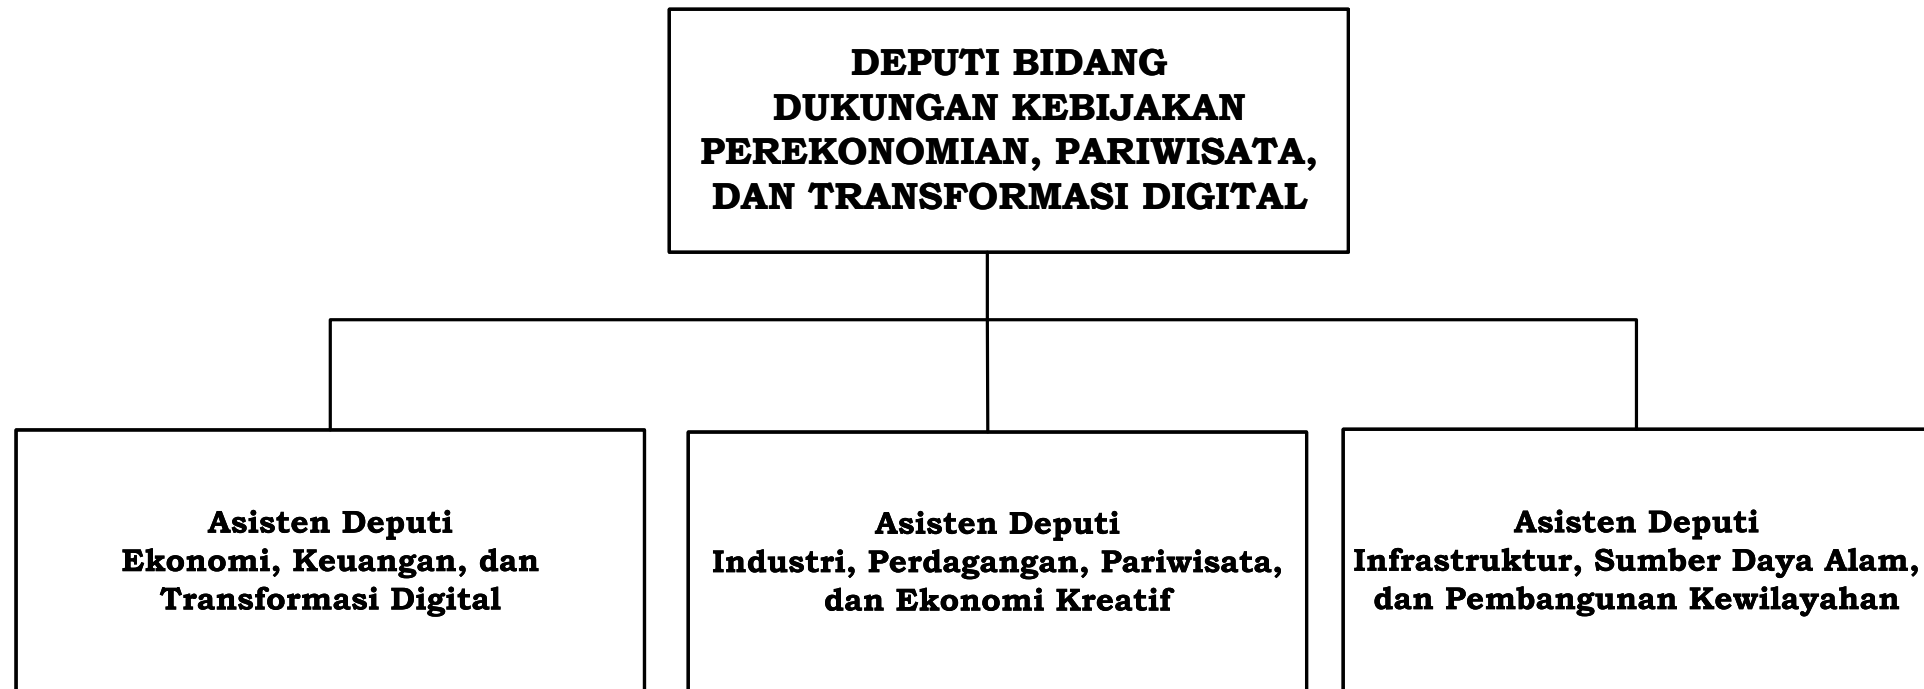 DEPUTI BIDANG
DUKUNGAN KEBIJAKAN
PEREKONOMIAN, PARIWISATA,
DAN TRANSFORMASI DIGITAL
Asisten Deputi
Ekonomi, Keuangan, dan
Transformasi Digital
Asisten Deputi
Industri, Perdagangan, Pariwisata,
dan Ekonomi Kreatif
Asisten Deputi
Infrastruktur, Sumber Daya Alam,
dan Pembangunan Kewilayahan